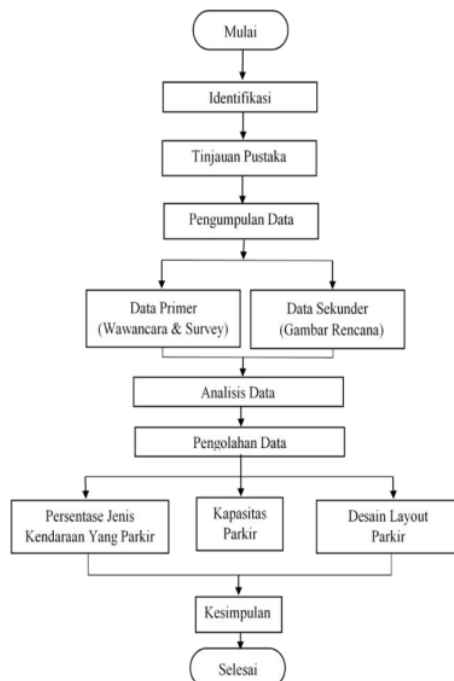 Mulai
Identifikasi
Tinjauan Pustaka
Pengumpulan Data
Data Primer
(Wawancara & Survey)
Data Sekunder
(Gambar Rencana)
Analisis Data
Pengolahan Data
Persentase Jenis
Kendaraan Yang Parkir
Kapasitas
Parkir
Desain Layout
Parkir
Kesimpulan
Selesai